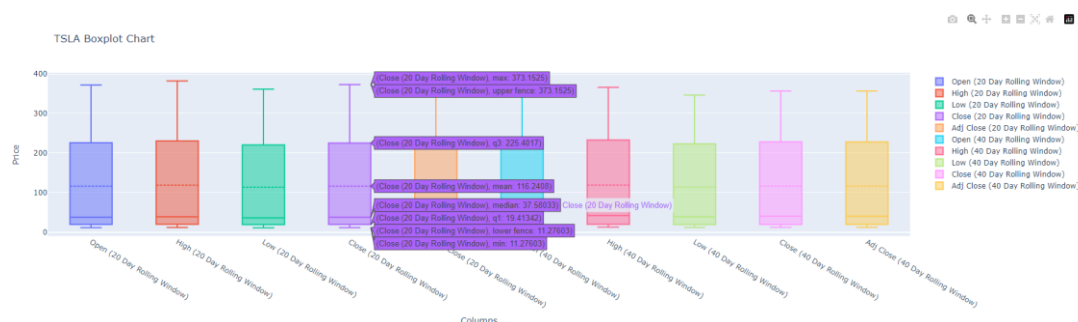 TSLA Boxplot Chart
400
300
200
100
0
Price
(Close (20 Day Rolling Window), max: 373.1525)
(Close (20 Day Rolling Window), upper fence: 373.1525)
(Close (20 Day Rolling Window), q3: 225.4017)
(Close (20 Day Rolling Window), mean: 116.2408)
(Close (20 Day Rolling Window), median: 37.58033) Close (20 Day Rolling Window)
(Close (20 Day Rolling Window), q1: 19.41342)
(Close (20 Day Rolling Window), lower fence: 11.27603)
(Close (20 Day Rolling Window), min: 11.27603)
Open (20 Day Rolling Window)
High (20 Day Rolling Window)
Low (20 Day Rolling Window)
Close (20 Day Rolling Window)
Close (20 Day Rolling Window)
(40 Day Rolling Window)
High (40 Day Rolling Window)
Low (40 Day Rolling Window)
Close (40 Day Rolling Window)
Adj Close (40 Day Rolling Window)
Columns
Open (20 Day Rolling Window)
High (20 Day Rolling Window)
Low (20 Day Rolling Window)
Close (20 Day Rolling Window)
Adj Close (20 Day Rolling Window)
Open (40 Day Rolling Window)
High (40 Day Rolling Window)
Low (40 Day Rolling Window)
Close (40 Day Rolling Window)
Adj Close (40 Day Rolling Window)